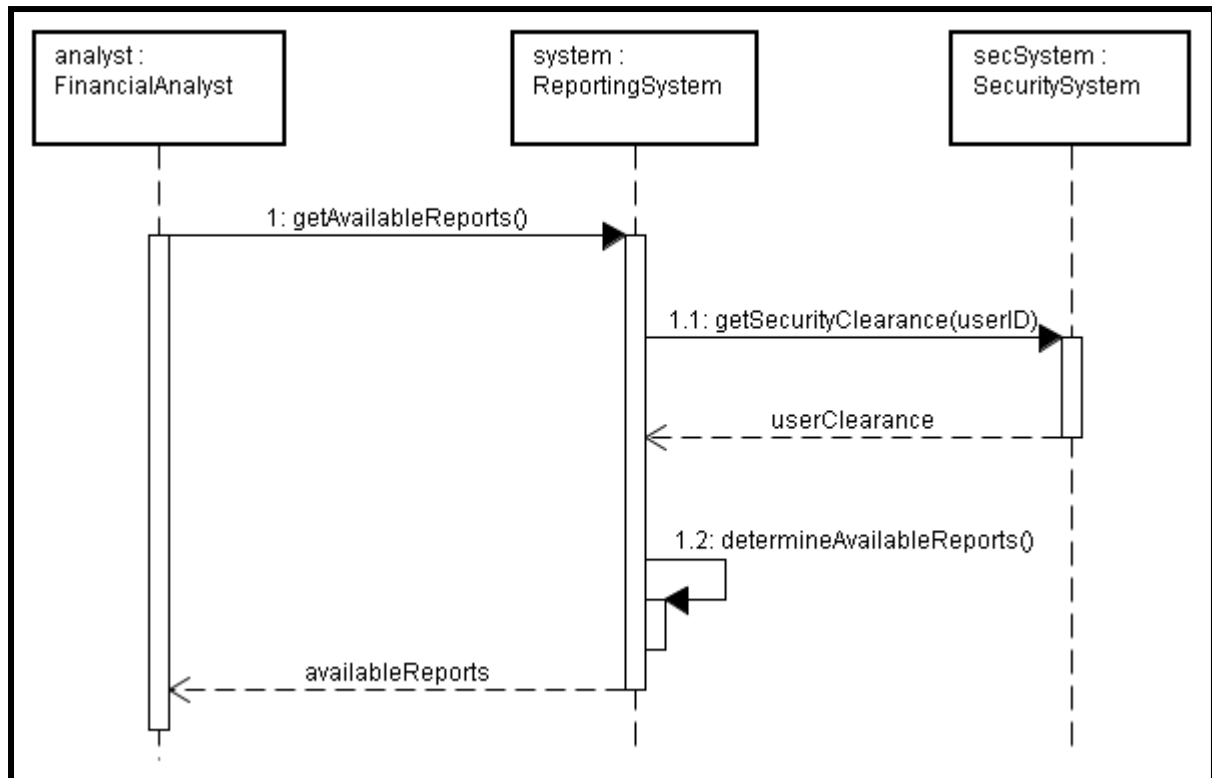 analyst :
FinancialAnalyst
system :
ReportingSystem
secSystem :
SecuritySystem
1: getAvailableReports()
1.1: getSecurityClearance(userID)
userClearance
1.2: determineAvailableReports()
availableReports